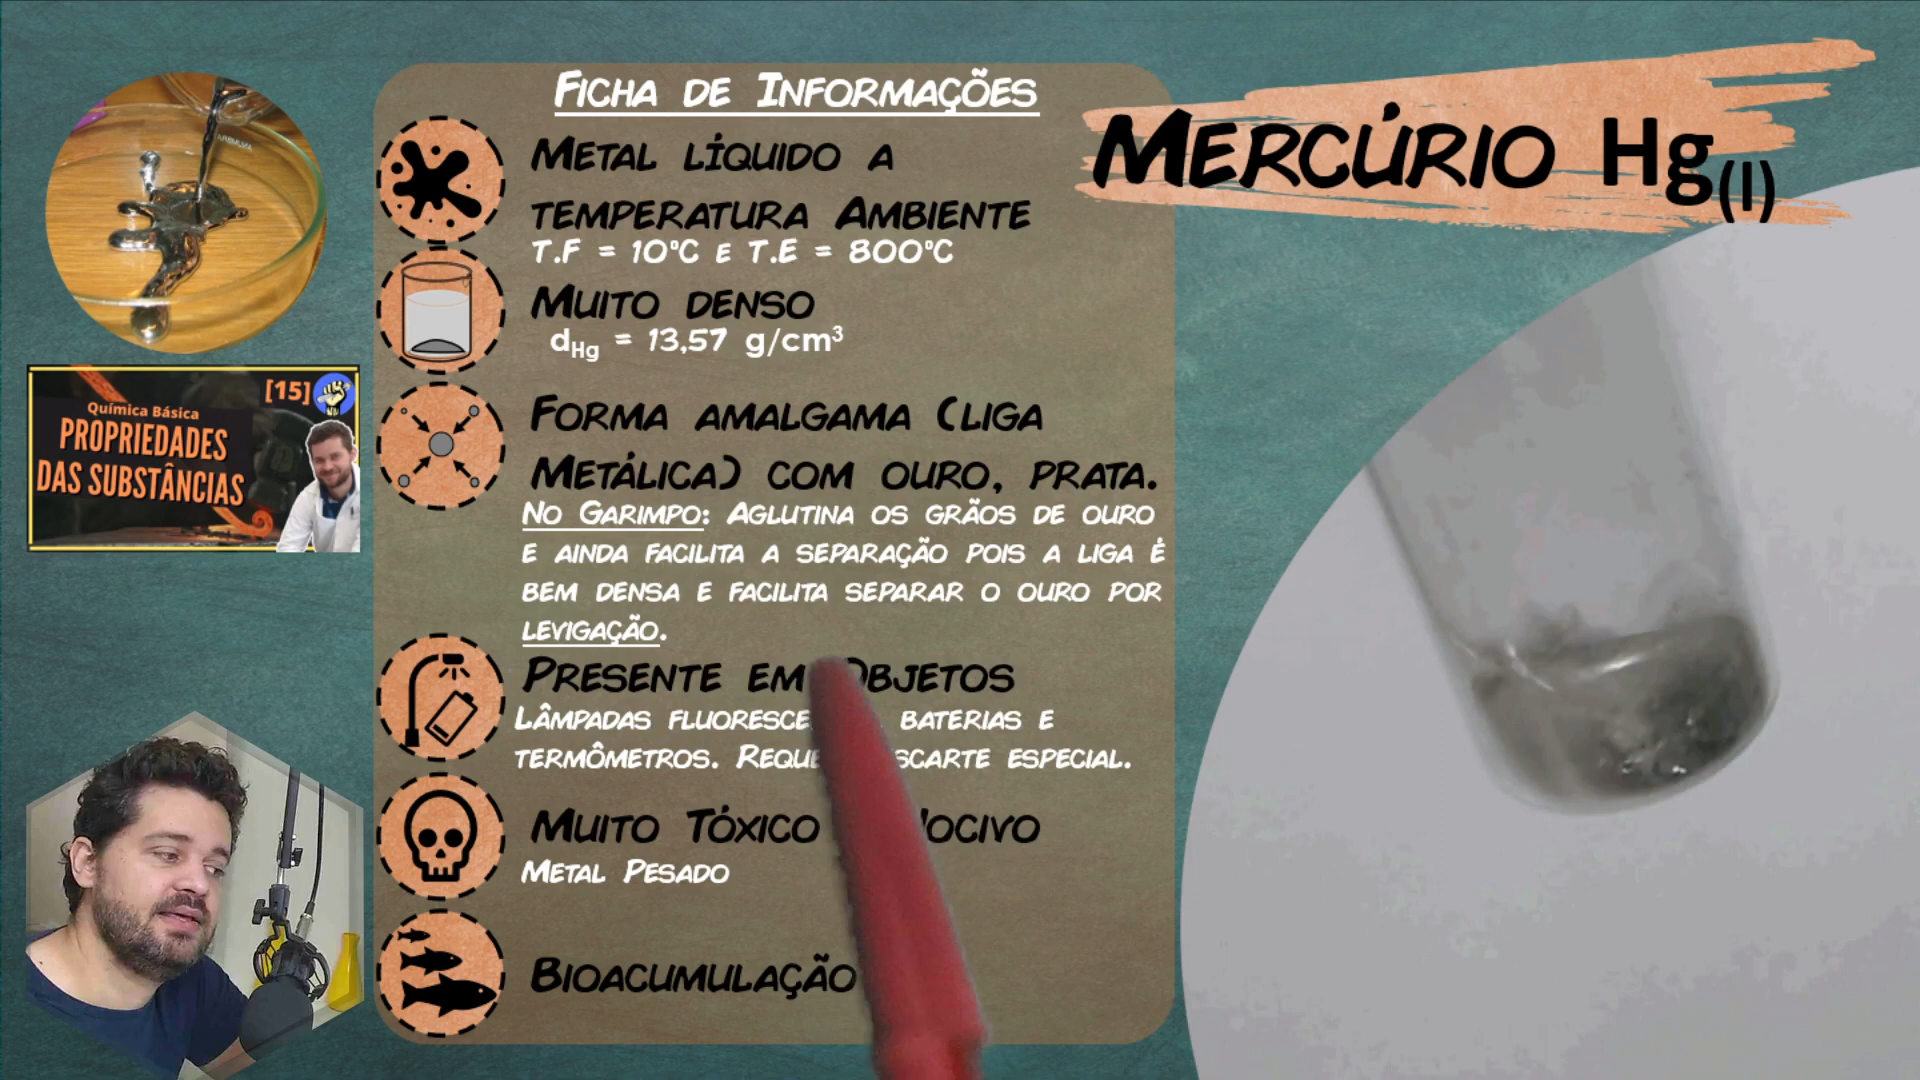 FICHA DE INFORMAÇÕES
METAL LÍQUIDO A
TEMPERATURA AMBIENTE
T.F = 10°C E T.E = 800°C
MUITO DENSO
dHg = 13,57 g/cm³
FORMA AMALGAMA (LIGA
METÁLICA) COM OURO, PRATA.
NO GARIMPO: AGLUTINA OS GRÃOS DE OURO
E AINDA FACILITA A SEPARAÇÃO POIS A LIGA É
BEM DENSA E FACILITA SEPARAR O OURO POR
LEVIGAÇÃO.
PRESENTE EM OBJETOS
LÂMPADAS BATERIAS E
TERMÔMETROS. ESPECIAL.
MUITO TÓXICO
METAL PESADO
BIOACUMULAÇÃO
MERCÚRIO Hg(l)
[15]
Química Básica
PROPRIEDADES
DAS SUBSTÂNCIAS